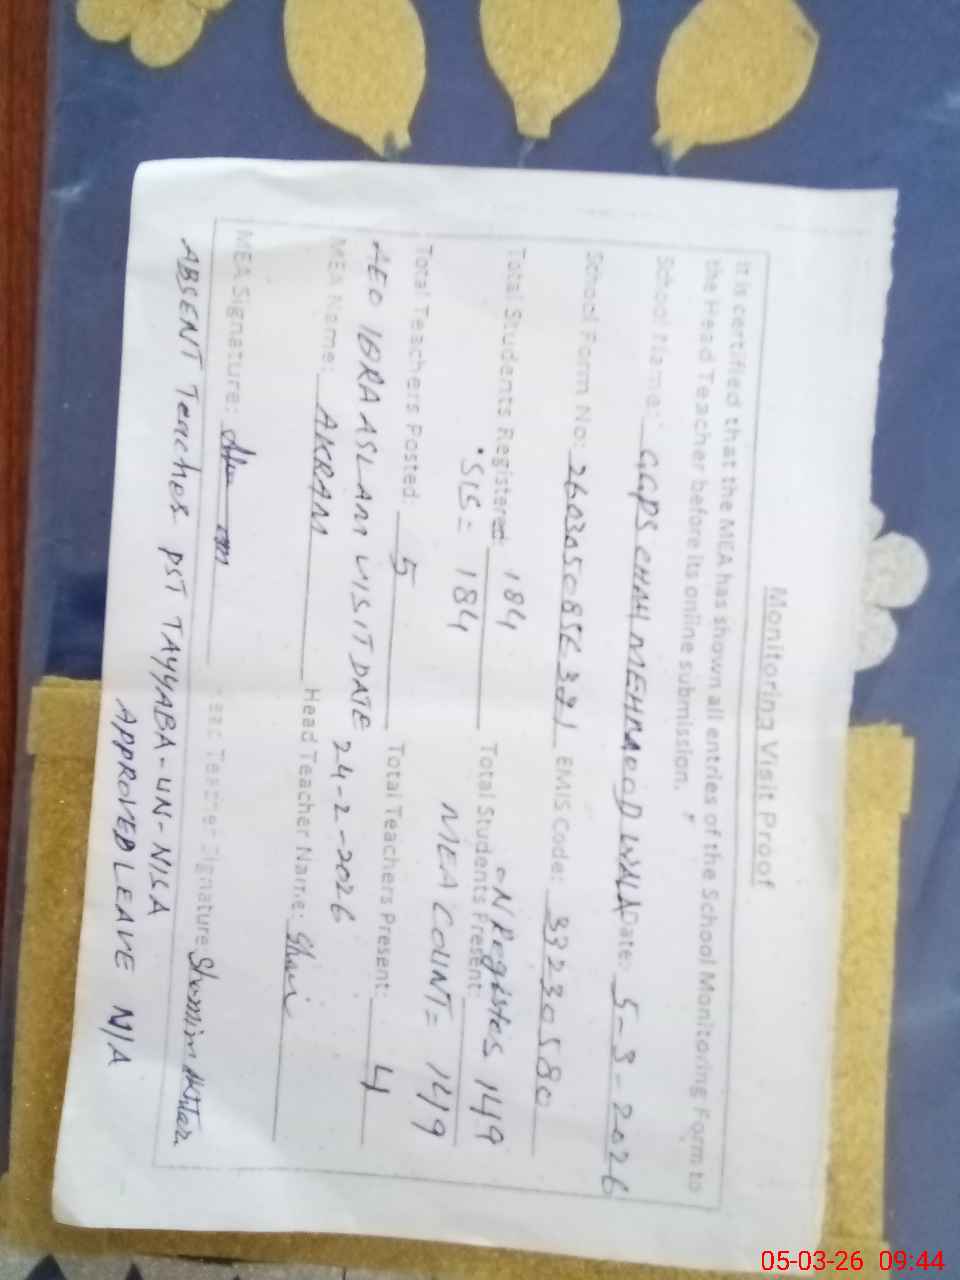 Monitoring Visit Proof
It is certified that the MEA has shown all entries of the School Monitoring Form to
the Head Teacher before its online submission.
School Name: GGPS CHAH MEHMOOD WALA Date: 5-3-2026
School Form No: EMIS Code: 33230580
Total Students Registered: 184 Total Students Present: ON Register 149
SIS = 184 MEA COUNT = 149
Total Teachers Posted: 5 Total Teachers Present: 4
AEO IQRA ASLAM VISIT DATE 24-2-2026
MEA Name: AKRAM Head Teacher Name:
MEA Signature: Head Teacher Signature: Shamim Akhtar
ABSENT Teacher PST TAYYABA-UN-NISA
APPROVED LEAVE N/A
05-03-26 09:44